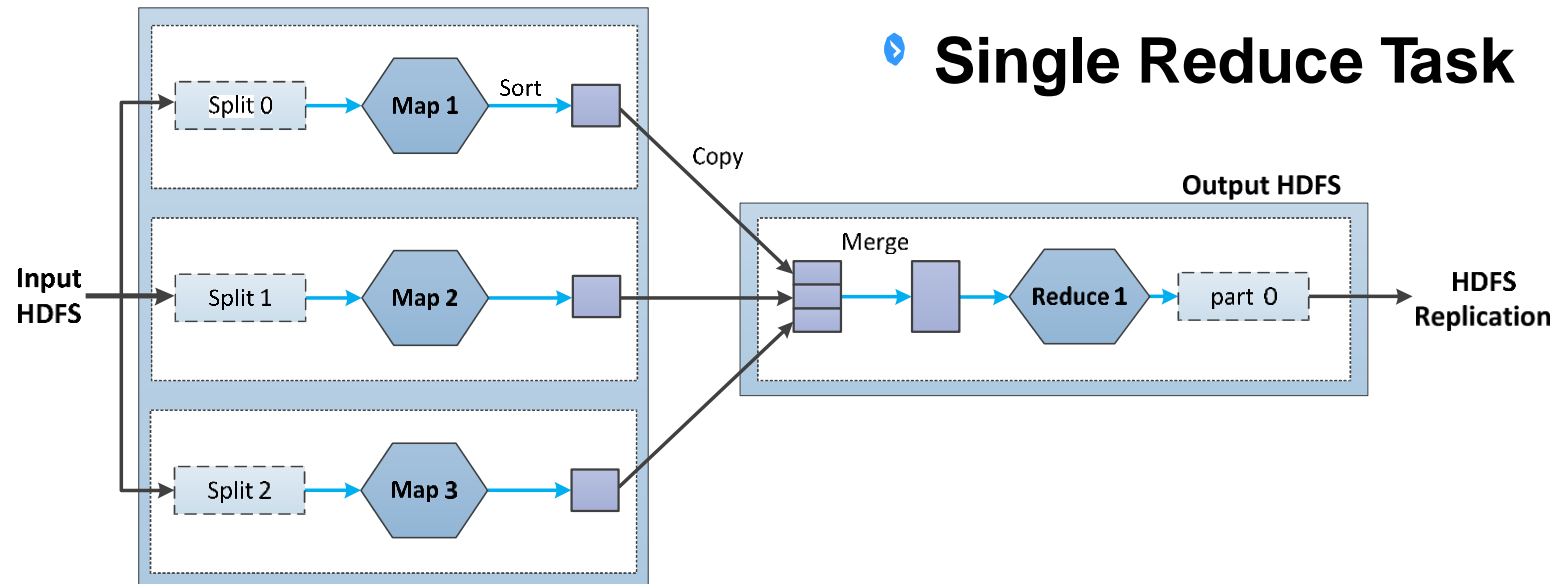 Single Reduce Task
Split 0
Map 1
Sort
Copy
Output HDFS
Input
HDFS
Split 1
Map 2
Merge
Reduce 1
part 0
HDFS
Replication
Split 2
Map 3